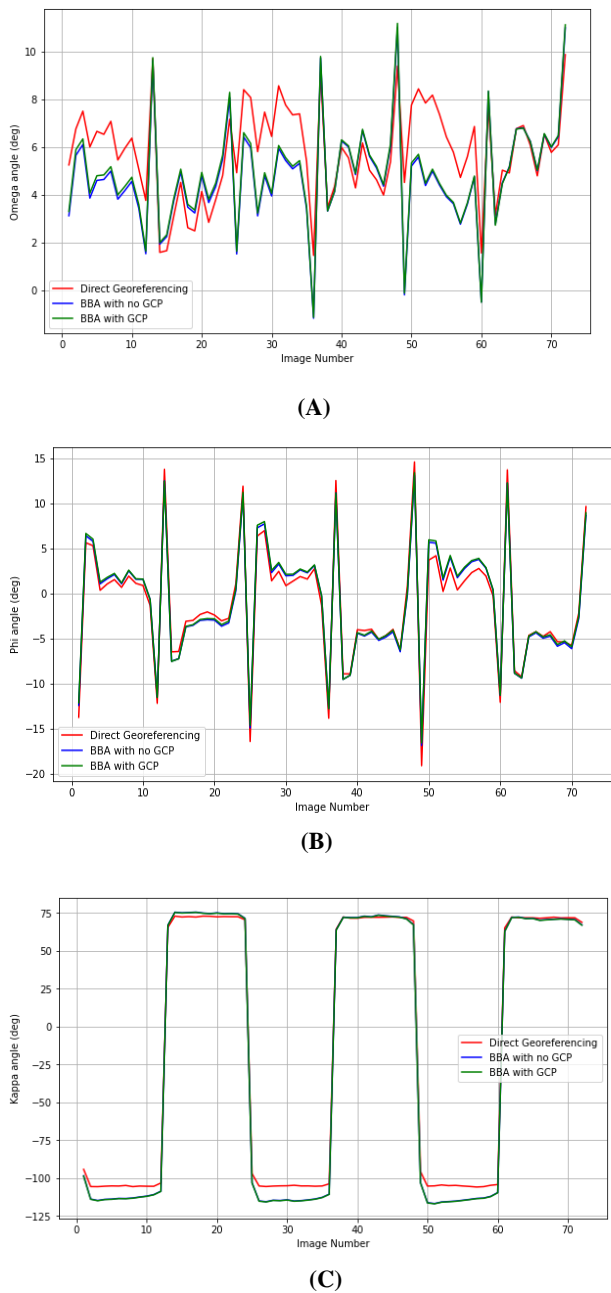 10
8
6
4
2
0
Omega angle (deg)
Direct Georeferencing
BBA with no GCP
BBA with GCP
0 10 20 30 40 50 60 70
Image Number
(A)
15
10
5
0
−5
−10
−15
−20
Phi angle (deg)
Direct Georeferencing
BBA with no GCP
BBA with GCP
0 10 20 30 40 50 60 70
Image Number
(B)
75
50
25
0
−25
−50
−75
−100
−125
Kappa angle (deg)
Direct Georeferencing
BBA with no GCP
BBA with GCP
0 10 20 30 40 50 60 70
Image Number
(C)